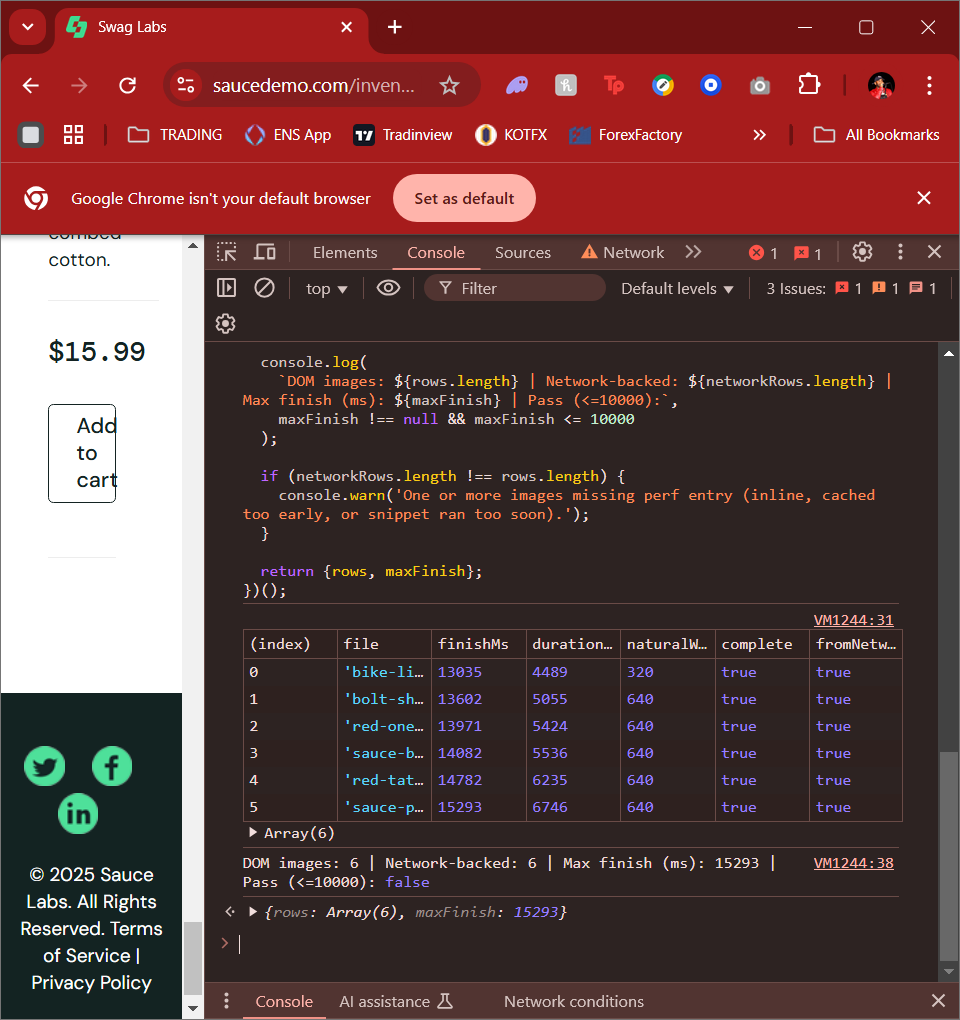 Swag Labs
saucedemo.com/inven...
TRADING
ENS App
Tradinview
KOTFX
ForexFactory
All Bookmarks
Google Chrome isn't your default browser
Set as default
combed
cotton.
$15.99
Add
to
cart
© 2025 Sauce
Labs. All Rights
Reserved. Terms
of Service |
Privacy Policy
Elements Console Sources Network 1 1
top Filter Default levels 3 Issues: 1 1 1
console.log(
`DOM images: ${rows.length} | Network-backed: ${networkRows.length} |
Max finish (ms): ${maxFinish} | Pass (<=10000):`,
maxFinish !== null && maxFinish <= 10000
);
if (networkRows.length !== rows.length) {
console.warn('One or more images missing perf entry (inline, cached
too early, or snippet ran too soon).');
}
return {rows, maxFinish};
})();
VM1244:31
(index) file finishMs duration… naturalW… complete fromNetw…
0 'bike-li… 13035 4489 320 true true
1 'bolt-sh… 13602 5055 640 true true
2 'red-one… 13971 5424 640 true true
3 'sauce-b… 14082 5536 640 true true
4 'red-tat… 14782 6235 640 true true
5 'sauce-p… 15293 6746 640 true true
Array(6)
DOM images: 6 | Network-backed: 6 | Max finish (ms): 15293 | VM1244:38
Pass (<=10000): false
{rows: Array(6), maxFinish: 15293}
Console AI assistance Network conditions